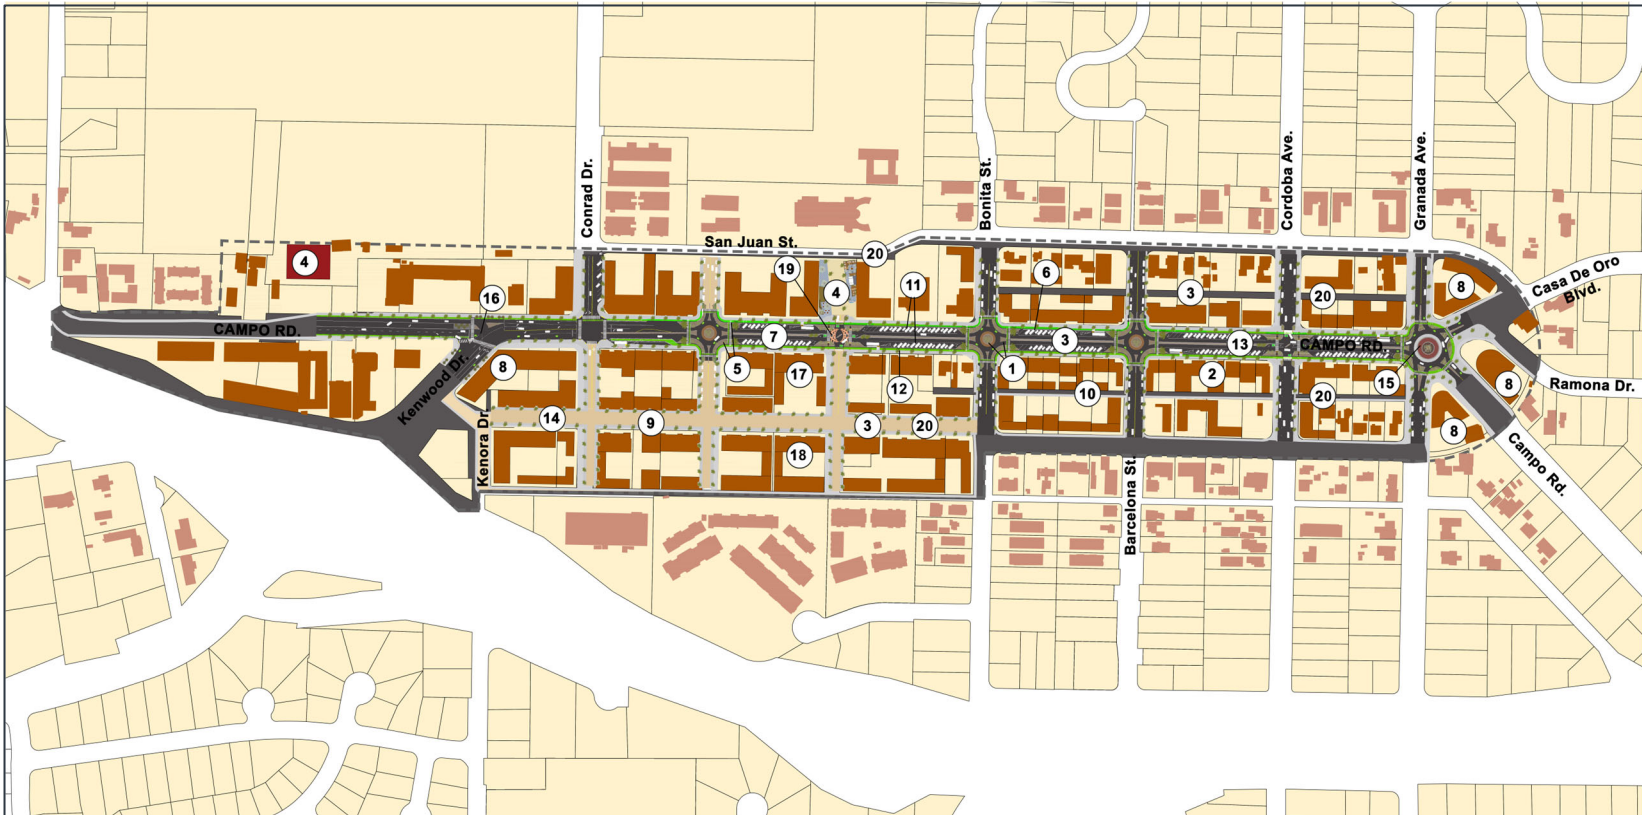 Conrad Dr.
Bonita St.
Cordoba Ave.
Granada Ave.
San Juan St.
20
4
19
4
11
6
3
20
8
Casa De Oro
Blvd.
16
CAMPO RD.
7
3
13
CAMPO RD.
Kenwood Dr.
8
5
17
12
1
10
2
15
20
8
Ramona Dr.
14
9
3
20
8
Kenora Dr.
18
Barcelona St.
Campo Rd.